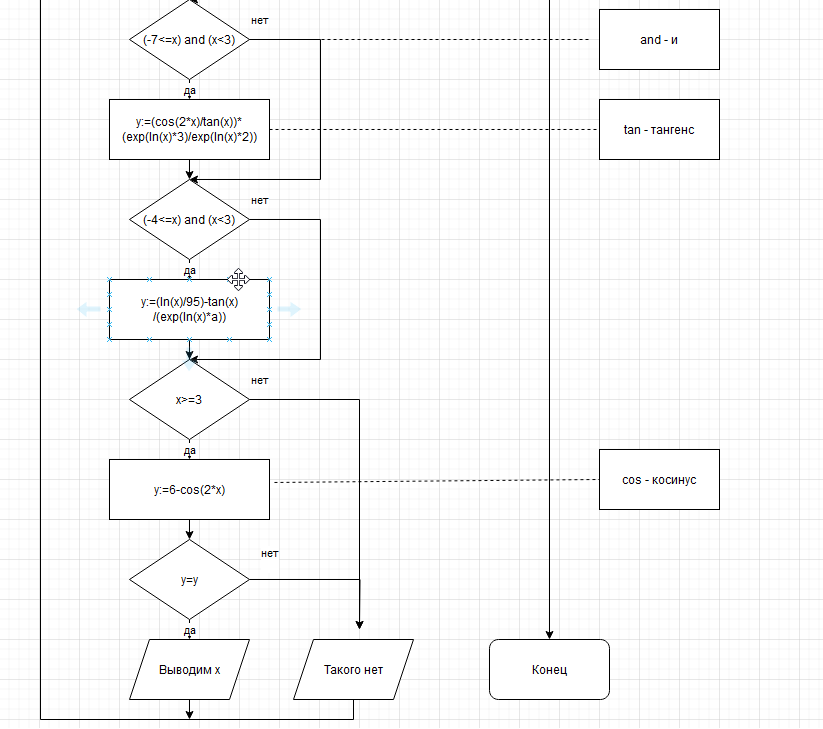 нет
(-7<=x) and (x<3)
and - и
да
y:=(cos(2*x)/tan(x))*
(exp(ln(x)*3)/exp(ln(x)*2))
tan - тангенс
нет
(-4<=x) and (x<3)
да
y:=(ln(x)/95)-tan(x)
/(exp(ln(x)*a))
нет
x>=3
да
y:=6-cos(2*x)
cos - косинус
нет
y=y
да
Выводим x
Такого нет
Конец